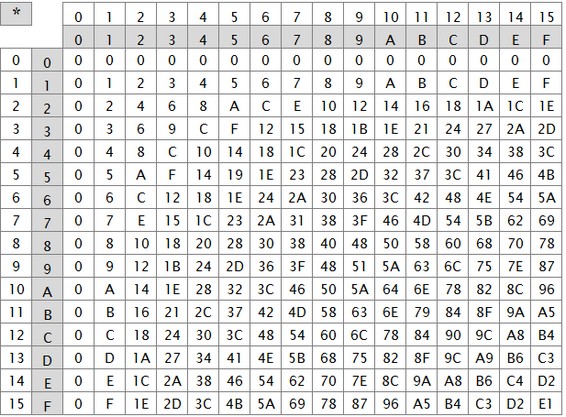 * 0 1 2 3 4 5 6 7 8 9 10 11 12 13 14 15
0 1 2 3 4 5 6 7 8 9 A B C D E F
0 0 0 0 0 0 0 0 0 0 0 0 0 0 0 0 0 0
1 1 0 1 2 3 4 5 6 7 8 9 A B C D E F
2 2 0 2 4 6 8 A C E 10 12 14 16 18 1A 1C 1E
3 3 0 3 6 9 C F 12 15 18 1B 1E 21 24 27 2A 2D
4 4 0 4 8 C 10 14 18 1C 20 24 28 2C 30 34 38 3C
5 5 0 5 A F 14 19 1E 23 28 2D 32 37 3C 41 46 4B
6 6 0 6 C 12 18 1E 24 2A 30 36 3C 42 48 4E 54 5A
7 7 0 7 E 15 1C 23 2A 31 38 3F 46 4D 54 5B 62 69
8 8 0 8 10 18 20 28 30 38 40 48 50 58 60 68 70 78
9 9 0 9 12 1B 24 2D 36 3F 48 51 5A 63 6C 75 7E 87
10 A 0 A 14 1E 28 32 3C 46 50 5A 64 6E 78 82 8C 96
11 B 0 B 16 21 2C 37 42 4D 58 63 6E 79 84 8F 9A A5
12 C 0 C 18 24 30 3C 48 54 60 6C 78 84 90 9C A8 B4
13 D 0 D 1A 27 34 41 4E 5B 68 75 82 8F 9C A9 B6 C3
14 E 0 E 1C 2A 38 46 54 62 70 7E 8C 9A A8 B6 C4 D2
15 F 0 F 1E 2D 3C 4B 5A 69 78 87 96 A5 B4 C3 D2 E1